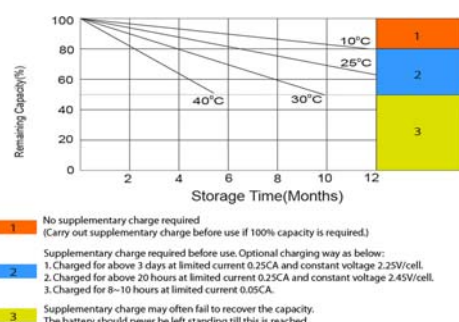 Remaining Capacity(%)
100
80
60
40
20
0
10°C
25°C
30°C
40°C
1
2
3
2
4
6
8
10
12
Storage Time(Months)
1
No supplementary charge required
(Carry out supplementary charge before use if 100% capacity is required.)
2
Supplementary charge required before use. Optional charging way as below:
1. Charged for above 3 days at limited current 0.25CA and constant voltage 2.25V/cell.
2. Charged for above 20 hours at limited current 0.25CA and constant voltage 2.45V/cell.
3. Charged for 8~10 hours at limited current 0.05CA.
3
Supplementary charge may often fail to recover the capacity.
The battery should never be left standing till this is reached.